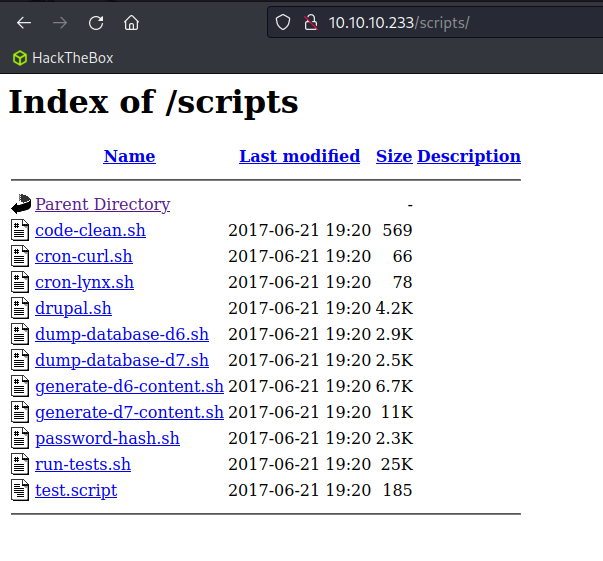 10.10.10.233/scripts/
HackTheBox
Index of /scripts
Name Last modified Size Description
Parent Directory -
code-clean.sh 2017-06-21 19:20 569
cron-curl.sh 2017-06-21 19:20 66
cron-lynx.sh 2017-06-21 19:20 78
drupal.sh 2017-06-21 19:20 4.2K
dump-database-d6.sh 2017-06-21 19:20 2.9K
dump-database-d7.sh 2017-06-21 19:20 2.5K
generate-d6-content.sh 2017-06-21 19:20 6.7K
generate-d7-content.sh 2017-06-21 19:20 11K
password-hash.sh 2017-06-21 19:20 2.3K
run-tests.sh 2017-06-21 19:20 25K
test.script 2017-06-21 19:20 185